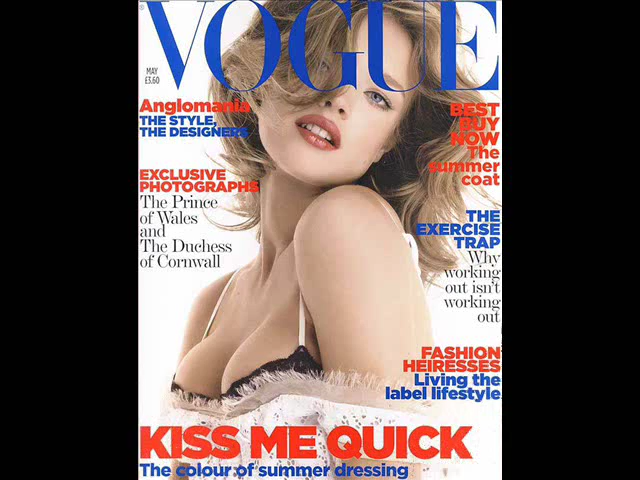 VOGUE
MAY
£3.60
Anglomania
THE STYLE,
THE DESIGNERS
EXCLUSIVE
PHOTOGRAPHS
The Prince
of Wales
and
The Duchess
of Cornwall
BEST
BUY
NOW
The
summer
coat
THE
EXERCISE
TRAP
Why
working
out isn't
working
out
FASHION
HEIRESSES
Living the
label lifestyle
KISS ME QUICK
The colour of summer dressing